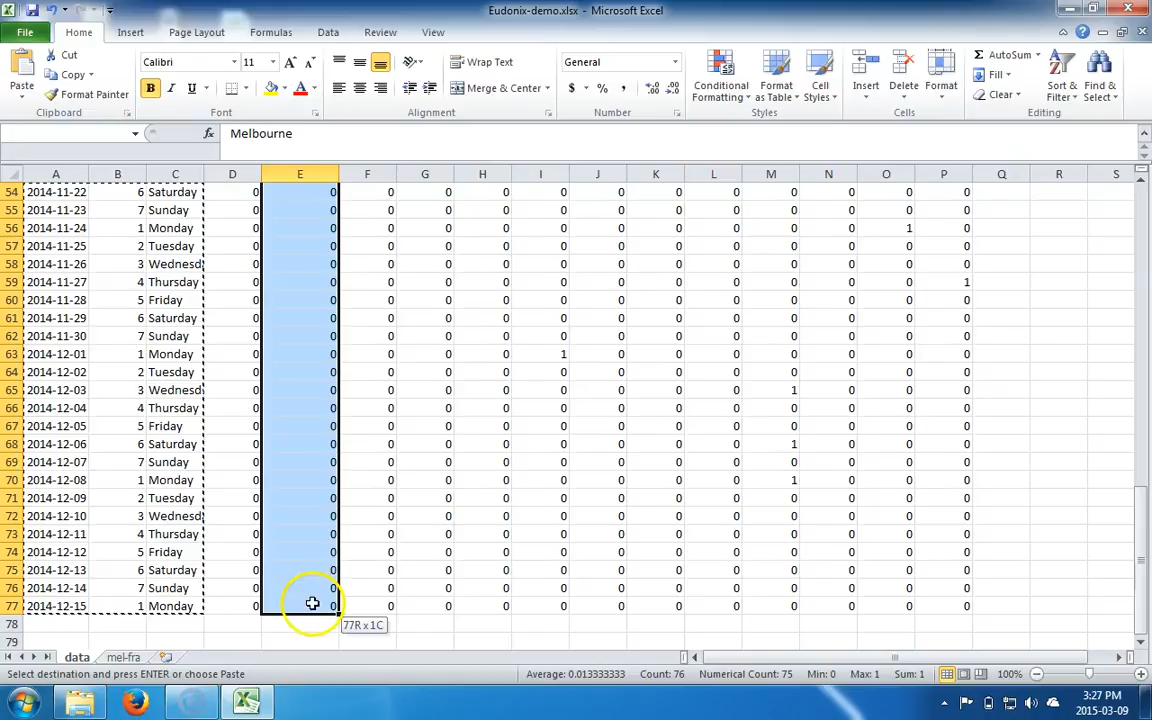 Eudonix-demo.xlsx - Microsoft Excel
File Home Insert Page Layout Formulas Data Review View
Cut
Copy
Format Painter
Paste
Clipboard
Calibri 11
B I U
Font
Wrap Text
Merge & Center
Alignment
General
$ % ,
Number
Conditional Formatting
Format as Table
Cell Styles
Styles
Insert
Delete
Format
Cells
AutoSum
Fill
Clear
Sort & Filter
Find & Select
Editing
fx Melbourne
A B C D E F G H I J K L M N O P Q R S
54 2014-11-22 6 Saturday 0 0 0 0 0 0 0 0 0 0 0 0 0
55 2014-11-23 7 Sunday 0 0 0 0 0 0 0 0 0 0 0 0 0
56 2014-11-24 1 Monday 0 0 0 0 0 0 0 0 0 0 0 1 0
57 2014-11-25 2 Tuesday 0 0 0 0 0 0 0 0 0 0 0 0 0
58 2014-11-26 3 Wednesd 0 0 0 0 0 0 0 0 0 0 0 0 0
59 2014-11-27 4 Thursday 0 0 0 0 0 0 0 0 0 0 0 0 1
60 2014-11-28 5 Friday 0 0 0 0 0 0 0 0 0 0 0 0 0
61 2014-11-29 6 Saturday 0 0 0 0 0 0 0 0 0 0 0 0 0
62 2014-11-30 7 Sunday 0 0 0 0 0 0 0 0 0 0 0 0 0
63 2014-12-01 1 Monday 0 0 0 0 0 1 0 0 0 0 0 0 0
64 2014-12-02 2 Tuesday 0 0 0 0 0 0 0 0 0 0 0 0 0
65 2014-12-03 3 Wednesd 0 0 0 0 0 0 0 0 0 1 0 0 0
66 2014-12-04 4 Thursday 0 0 0 0 0 0 0 0 0 0 0 0 0
67 2014-12-05 5 Friday 0 0 0 0 0 0 0 0 0 0 0 0 0
68 2014-12-06 6 Saturday 0 0 0 0 0 0 0 0 0 1 0 0 0
69 2014-12-07 7 Sunday 0 0 0 0 0 0 0 0 0 0 0 0 0
70 2014-12-08 1 Monday 0 0 0 0 0 0 0 0 0 1 0 0 0
71 2014-12-09 2 Tuesday 0 0 0 0 0 0 0 0 0 0 0 0 0
72 2014-12-10 3 Wednesd 0 0 0 0 0 0 0 0 0 0 0 0 0
73 2014-12-11 4 Thursday 0 0 0 0 0 0 0 0 0 0 0 0 0
74 2014-12-12 5 Friday 0 0 0 0 0 0 0 0 0 0 0 0 0
75 2014-12-13 6 Saturday 0 0 0 0 0 0 0 0 0 0 0 0 0
76 2014-12-14 7 Sunday 0 0 0 0 0 0 0 0 0 0 0 0 0
77 2014-12-15 1 Monday 0 0 0 0 0 0 0 0 0 0 0 0 0
78
77R x 1C
79
data mel-fra
Select destination and press ENTER or choose Paste Average: 0.013333333 Count: 76 Numerical Count: 75 Min: 0 Max: 1 Sum: 1 100%
3:27 PM
2015-03-09